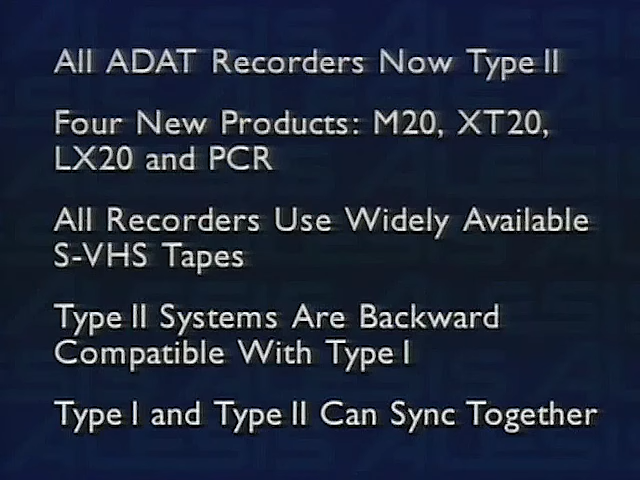 All ADAT Recorders Now Type II
Four New Products: M20, XT20,
LX20 and PCR
All Recorders Use Widely Available
S-VHS Tapes
Type II Systems Are Backward
Compatible With Type I
Type I and Type II Can Sync Together
ALESIS